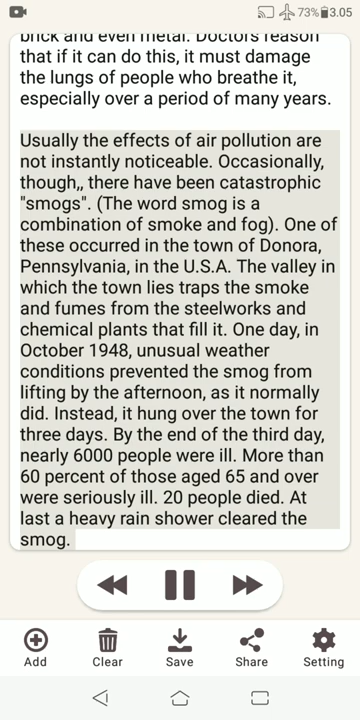 73% 3.05
brick and even metal. Doctors reason
that if it can do this, it must damage
the lungs of people who breathe it,
especially over a period of many years.
Usually the effects of air pollution are
not instantly noticeable. Occasionally,
though,, there have been catastrophic
"smogs". (The word smog is a
combination of smoke and fog). One of
these occurred in the town of Donora,
Pennsylvania, in the U.S.A. The valley in
which the town lies traps the smoke
and fumes from the steelworks and
chemical plants that fill it. One day, in
October 1948, unusual weather
conditions prevented the smog from
lifting by the afternoon, as it normally
did. Instead, it hung over the town for
three days. By the end of the third day,
nearly 6000 people were ill. More than
60 percent of those aged 65 and over
were seriously ill. 20 people died. At
last a heavy rain shower cleared the
smog.
Add Clear Save Share Setting